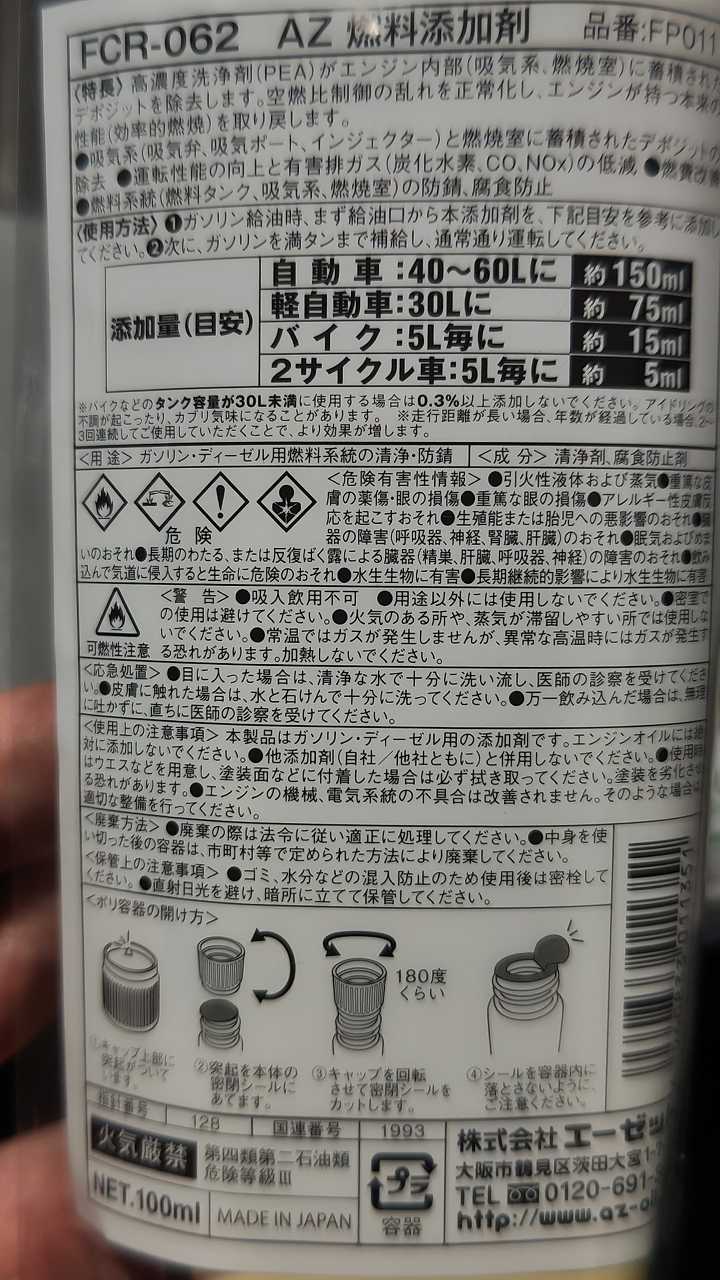 FCR-062 AZ 燃料添加剤 品番:FP011
〈特長〉高濃度洗浄剤(PEA)がエンジン内部(吸気系、燃焼室)に蓄積された
デポジットを除去します。空燃比制御の乱れを正常化し、エンジンが持つ本来の
性能(効率的燃焼)を取り戻します。
●吸気系(吸気弁、吸気ポート、インジェクター)と燃焼室に蓄積されたデポジットの
除去 ●運転性能の向上と有害排ガス(炭化水素、CO、NOx)の低減 ●燃費改善
●燃料系統(燃料タンク、吸気系、燃焼室)の防錆、腐食防止
〈使用方法〉❶ガソリン給油時、まず給油口から本添加剤を、下記目安を参考に添加し
てください。❷次に、ガソリンを満タンまで補給し、通常通り運転してください。
添加量(目安)
自動車:40〜60Lに 約150ml
軽自動車:30Lに 約75ml
バイク:5L毎に 約15ml
2サイクル車:5L毎に 約5ml
※バイクなどのタンク容量が30L未満に使用する場合は0.3%以上添加しないでください。アイドリングの
不調が起こったり、カブリ気味になることがあります。 ※走行距離が長い場合、年数が経過している場合、2〜
3回連続してご使用していただくことで、より効果が増します。
<用途> ガソリン・ディーゼル用燃料系統の清浄・防錆 <成分> 清浄剤、腐食防止剤
危険
<危険有害性情報> ●引火性液体および蒸気●重篤な皮
膚の薬傷・眼の損傷●重篤な眼の損傷●アレルギー性皮膚反
応を起こすおそれ●生殖能または胎児への悪影響のおそれ●臓
器の障害(呼吸器、神経、腎臓、肝臓)のおそれ●眠気およびめま
いのおそれ●長期のわたる、または反復ばく露による臓器(精巣、肝臓、呼吸器、神経)の障害のおそれ●飲み
込んで気道に侵入すると生命に危険のおそれ●水生生物に有害●長期継続的影響により水生生物に有害
可燃性注意
<警告> ●吸入飲用不可 ●用途以外には使用しないでください。●密室で
の使用は避けてください。●火気のある所や、蒸気が滞留しやすい所では使用しな
いでください。●常温ではガスが発生しませんが、異常な高温時にはガスが発生す
る恐れがあります。加熱しないでください。
<応急処置> ●目に入った場合は、清浄な水で十分に洗い流し、医師の診察を受けてくださ
い。●皮膚に触れた場合は、水と石けんで十分に洗ってください。●万一飲み込んだ場合は、無理
に吐かずに、直ちに医師の診察を受けてください。
<使用上の注意事項> 本製品はガソリン・ディーゼル用の添加剤です。エンジンオイルには絶
対に添加しないでください。●他添加剤(自社/他社ともに)と併用しないでください。●使用時
はウエスなどを用意し、塗装面などに付着した場合は必ず拭き取ってください。塗装を劣化させ
る恐れがあります。●エンジンの機械、電気系統の不具合は改善されません。そのような場合は
適切な整備を行ってください。
<廃棄方法> ●廃棄の際は法令に従い適正に処理してください。●中身を使
い切った後の容器は、市町村等で定められた方法により廃棄してください。
<保管上の注意事項> ●ゴミ、水分などの混入防止のため使用後は密栓して
ください。●直射日光を避け、暗所に立てて保管してください。
<ポリ容器の開け方>
180度
くらい
①キャップ上部に
突起がついて
います。
②突起を本体の
密閉シールに
あてます。
③キャップを回転
させて密閉シールを
カットします。
④シールを容器内に
落とさないように、
ご注意ください。
指針番号 128 国連番号 1993
火気厳禁 第四類第二石油類
危険等級Ⅲ
NET.100ml MADE IN JAPAN
プラ
容器
株式会社 エーゼッ
大阪市鶴見区茨田大宮1-
TEL 0120-691-
http://www.az-o